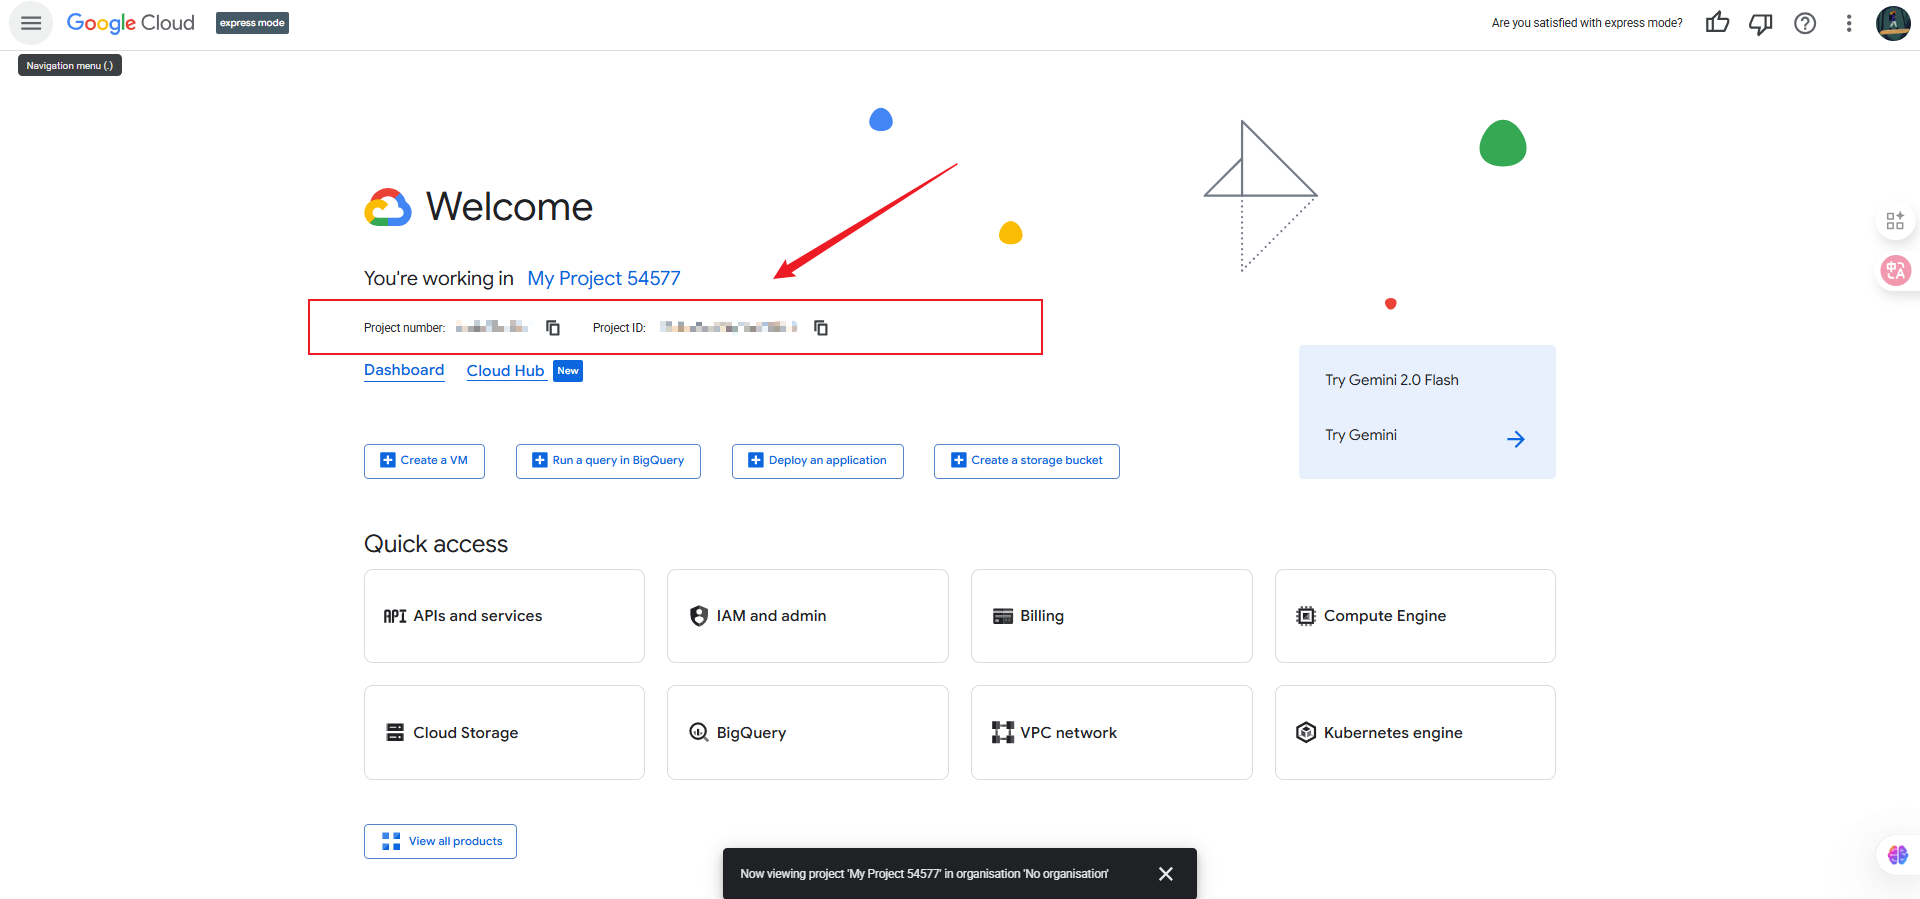 Google Cloud express mode Are you satisfied with express mode?
Navigation menu (.)
Welcome
You're working in My Project 54577
Project number: Project ID:
Dashboard Cloud Hub New
Try Gemini 2.0 Flash
Try Gemini
Create a VM Run a query in BigQuery Deploy an application Create a storage bucket
Quick access
API APIs and services IAM and admin Billing Compute Engine
Cloud Storage BigQuery VPC network Kubernetes engine
View all products
Now viewing project 'My Project 54577' in organisation 'No organisation'